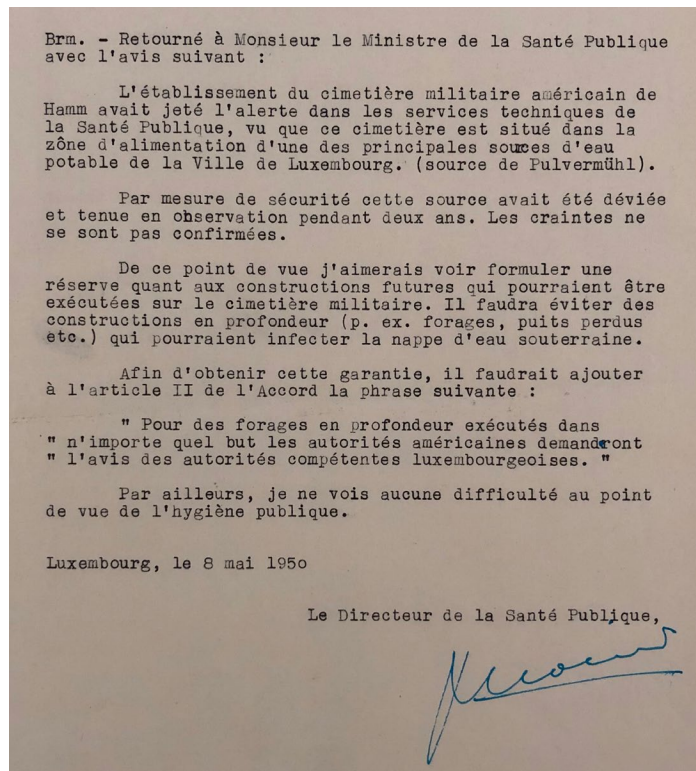 Brm. - Retourné à Monsieur le Ministre de la Santé Publique
avec l'avis suivant :
L'établissement du cimetière militaire américain de
Hamm avait jeté l'alerte dans les services techniques de
la Santé Publique, vu que ce cimetière est situé dans la
zône d'alimentation d'une des principales sources d'eau
potable de la Ville de Luxembourg. (source de Pulvermühl).
Par mesure de sécurité cette source avait été déviée
et tenue en observation pendant deux ans. Les craintes ne
se sont pas confirmées.
De ce point de vue j'aimerais voir formuler une
réserve quant aux constructions futures qui pourraient être
exécutées sur le cimetière militaire. Il faudra éviter des
constructions en profondeur (p. ex. forages, puits perdus
etc.) qui pourraient infecter la nappe d'eau souterraine.
Afin d'obtenir cette garantie, il faudrait ajouter
à l'article II de l'Accord la phrase suivante :
" Pour des forages en profondeur exécutés dans
" n'importe quel but les autorités américaines demanderont
" l'avis des autorités compétentes luxembourgeoises. "
Par ailleurs, je ne vois aucune difficulté au point
de vue de l'hygiène publique.
Luxembourg, le 8 mai 1950
Le Directeur de la Santé Publique,